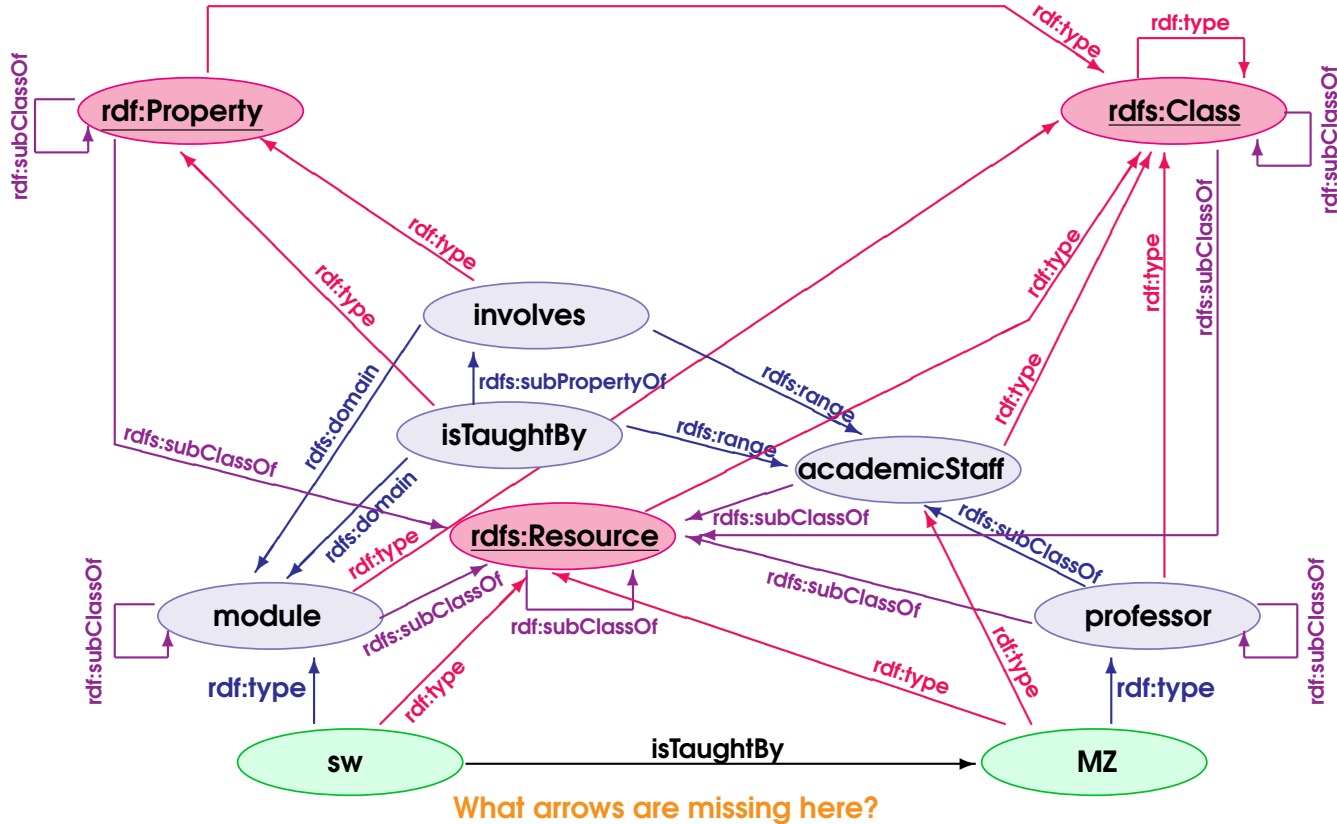 rdf:type
rdf:type
rdf:type
rdf:Property
rdfs:Class
rdf:subClassOf
rdf:subClassOf
rdf:type
rdf:type
rdf:type
rdf:type
rdfs:subClassOf
involves
rdfs:domain
rdfs:subPropertyOf
rdfs:range
rdf:type
isTaughtBy
rdfs:range
rdfs:subClassOf
academicStaff
rdfs:domain
rdf:type
rdfs:Resource
rdfs:subClassOf
rdfs:subClassOf
rdf:subClassOf
module
rdfs:subClassOf
rdf:subClassOf
rdfs:subClassOf
professor
rdf:subClassOf
rdf:type
rdf:type
rdf:type
rdf:type
rdf:type
sw
isTaughtBy
MZ
What arrows are missing here?